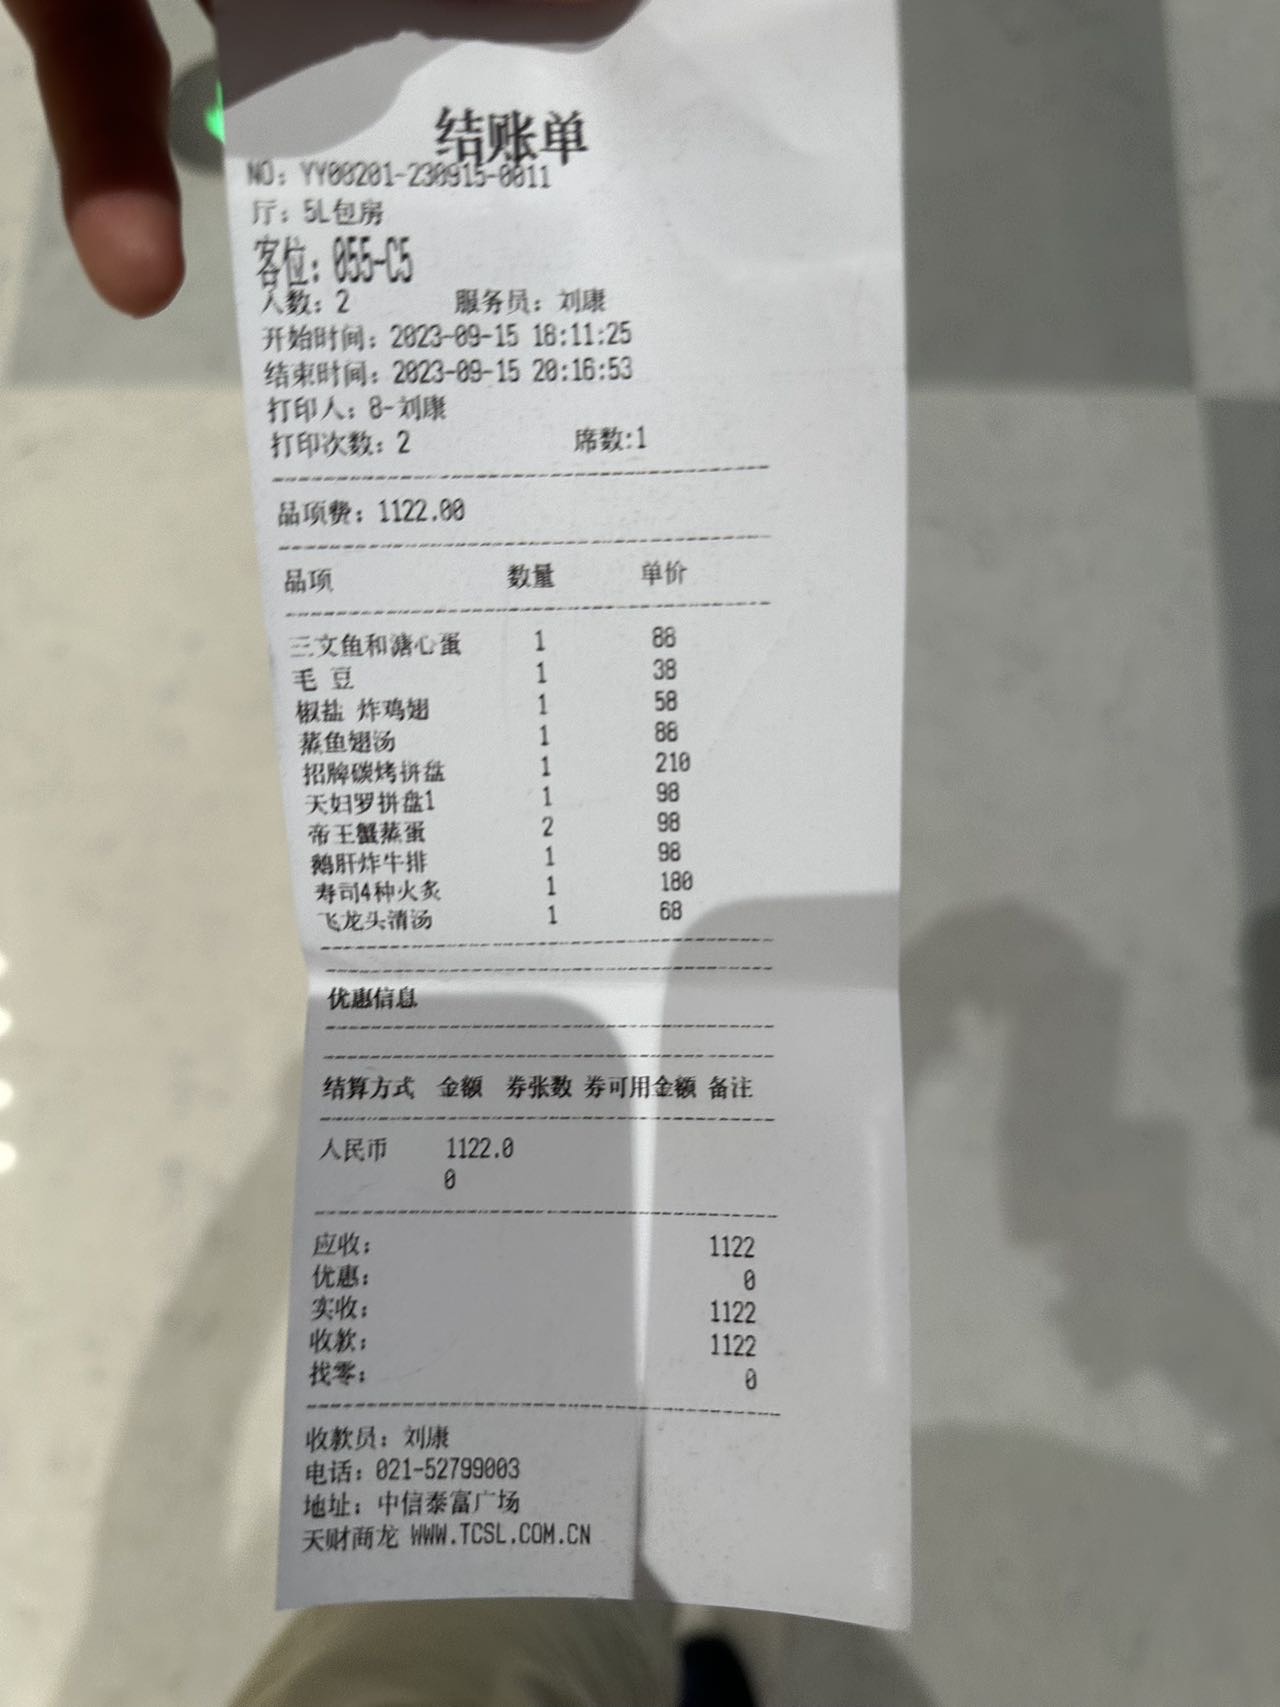 结账单
NO: YY00201-230915-0011
厅: 5L包房
客位: 055-C5
人数: 2 服务员: 刘康
开始时间: 2023-09-15 18:11:25
结束时间: 2023-09-15 20:16:53
打印人: 8-刘康
打印次数: 2 席数:1
品项费: 1122.00
品项 数量 单价
三文鱼和溏心蛋 1 88
毛 豆 1 38
椒盐 炸鸡翅 1 58
蒸鱼翅汤 1 88
招牌碳烤拼盘 1 210
天妇罗拼盘1 1 98
帝王蟹蒸蛋 2 98
鹅肝炸牛排 1 98
寿司4种火炙 1 180
飞龙头清汤 1 68
优惠信息
结算方式 金额 券张数 券可用金额 备注
人民币 1122.0
0
应收: 1122
优惠: 0
实收: 1122
收款: 1122
找零: 0
收款员: 刘康
电话: 021-52799003
地址: 中信泰富广场
天财商龙 WWW.TCSL.COM.CN